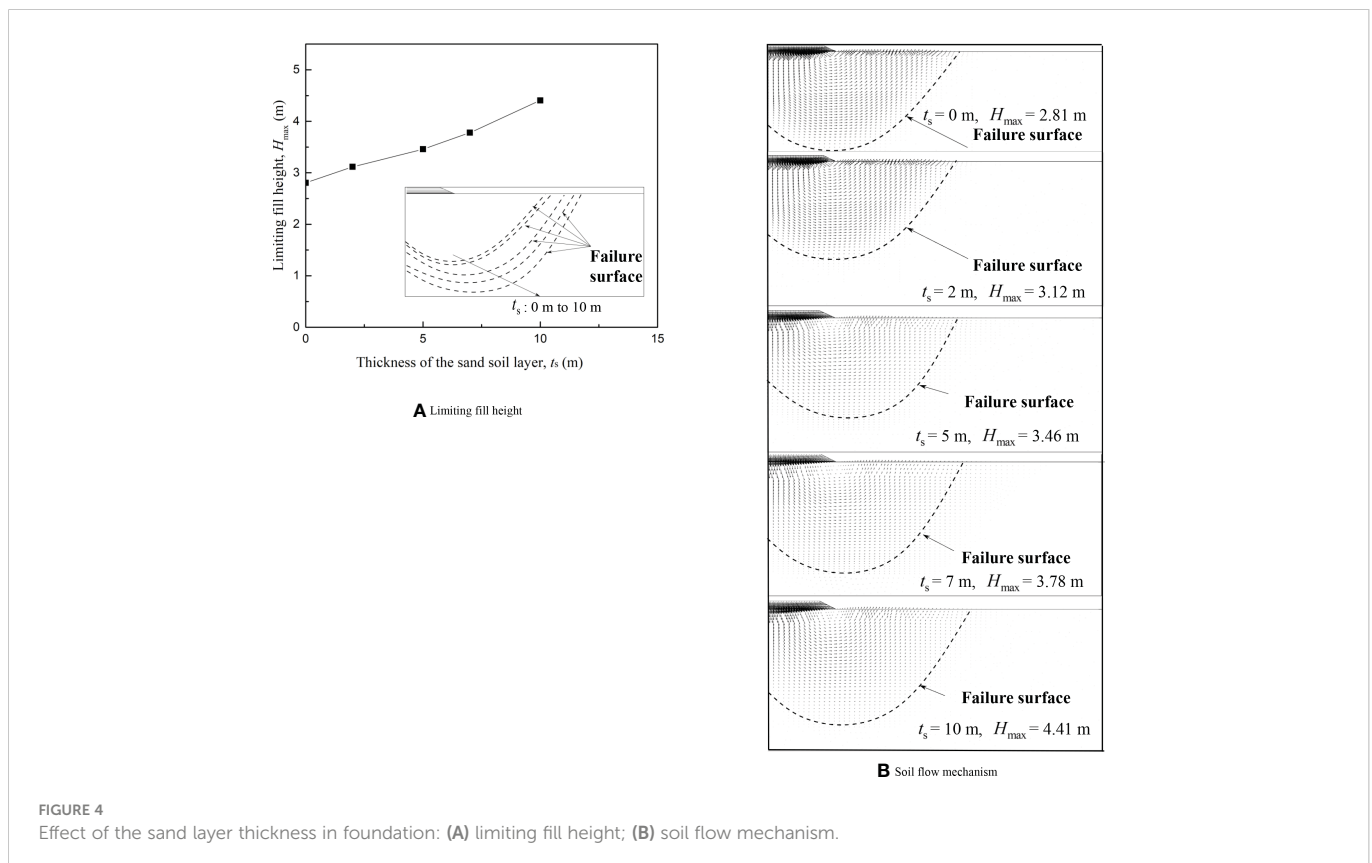 5
4
3
2
1
0
Limiting fill height, H_max (m)
Failure
surface
t_s : 0 m to 10 m
0 5 10 15
Thickness of the sand soil layer, t_s (m)
A Limiting fill height
t_s = 0 m, H_max = 2.81 m
Failure surface
Failure surface
t_s = 2 m, H_max = 3.12 m
Failure surface
t_s = 5 m, H_max = 3.46 m
Failure surface
t_s = 7 m, H_max = 3.78 m
Failure surface
t_s = 10 m, H_max = 4.41 m
B Soil flow mechanism
FIGURE 4
Effect of the sand layer thickness in foundation: (A) limiting fill height; (B) soil flow mechanism.